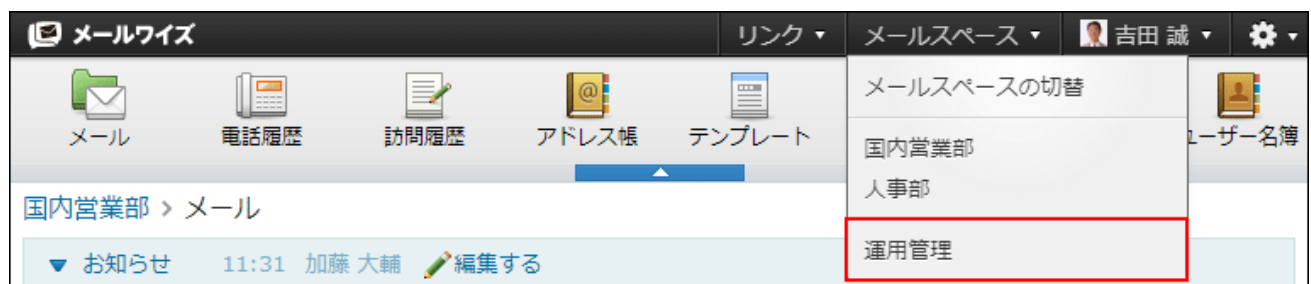 メールワイズ リンク ▼ メールスペース ▼ 吉田 誠 ▼
メール 電話履歴 訪問履歴 アドレス帳 テンプレート ーザー名簿
メールスペースの切替
国内営業部
人事部
運用管理
国内営業部 > メール
▼ お知らせ 11:31 加藤 大輔 編集する